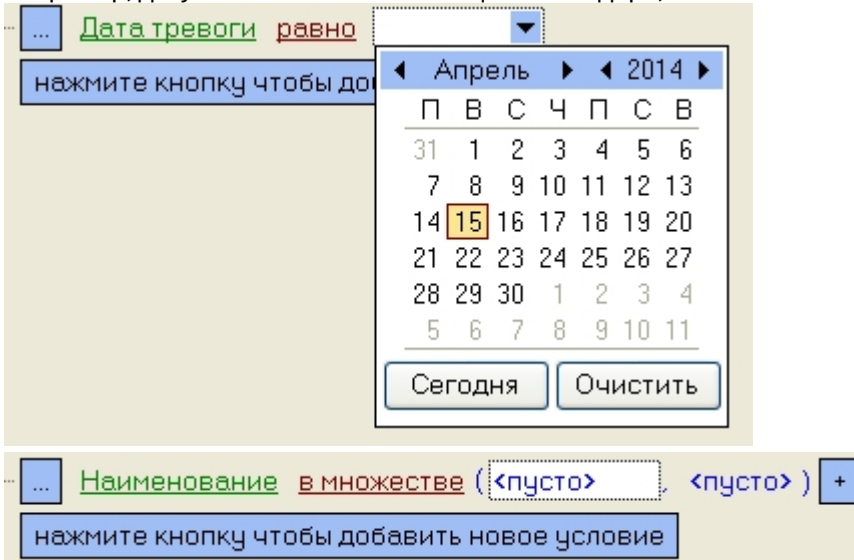 ... Дата тревоги равно
нажмите кнопку чтобы до
Апрель 2014
П В С Ч П С В
31 1 2 3 4 5 6
7 8 9 10 11 12 13
14 15 16 17 18 19 20
21 22 23 24 25 26 27
28 29 30 1 2 3 4
5 6 7 8 9 10 11
Сегодня Очистить
... Наименование в множестве ( <пусто> , <пусто> ) +
нажмите кнопку чтобы добавить новое условие